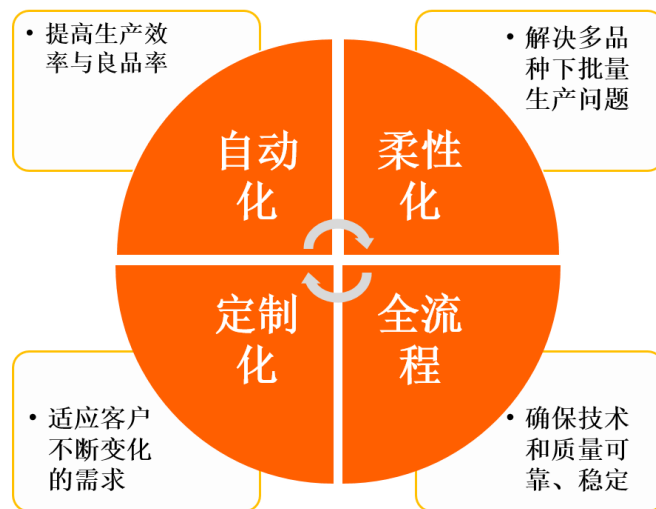 • 提高生产效
率与良品率
• 解决多品
种下批量
生产问题
自动
化
柔性
化
定制
化
全流
程
• 适应客户
不断变化
的需求
• 确保技术
和质量可
靠、稳定